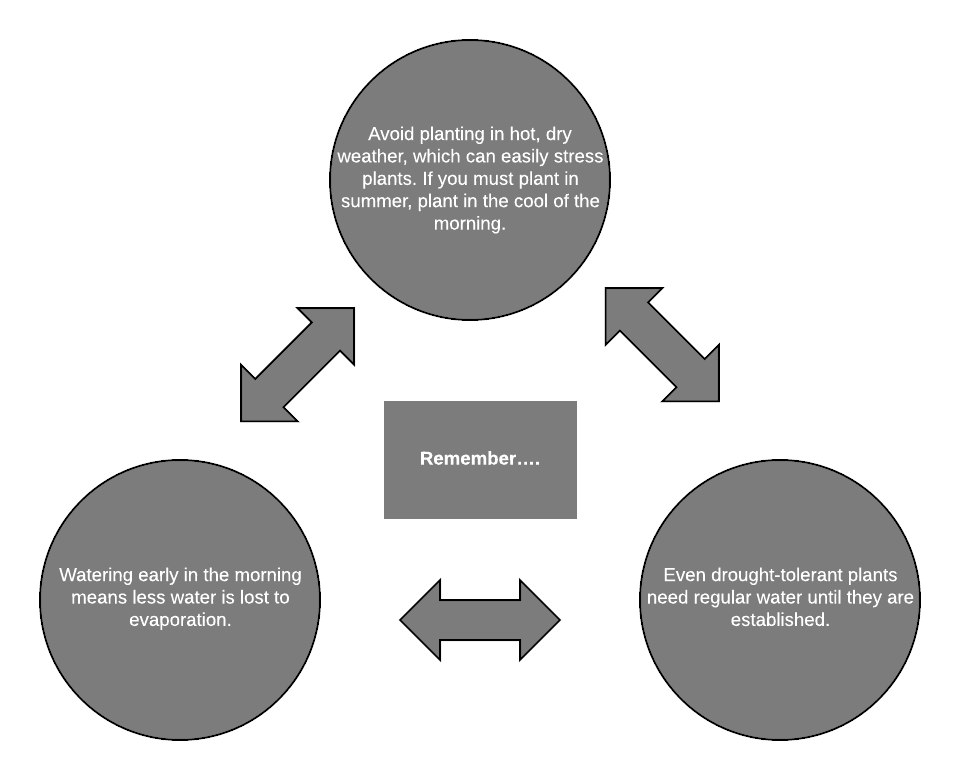 Avoid planting in hot, dry
weather, which can easily stress
plants. If you must plant in
summer, plant in the cool of the
morning.
Remember….
Watering early in the morning
means less water is lost to
evaporation.
Even drought-tolerant plants
need regular water until they are
established.